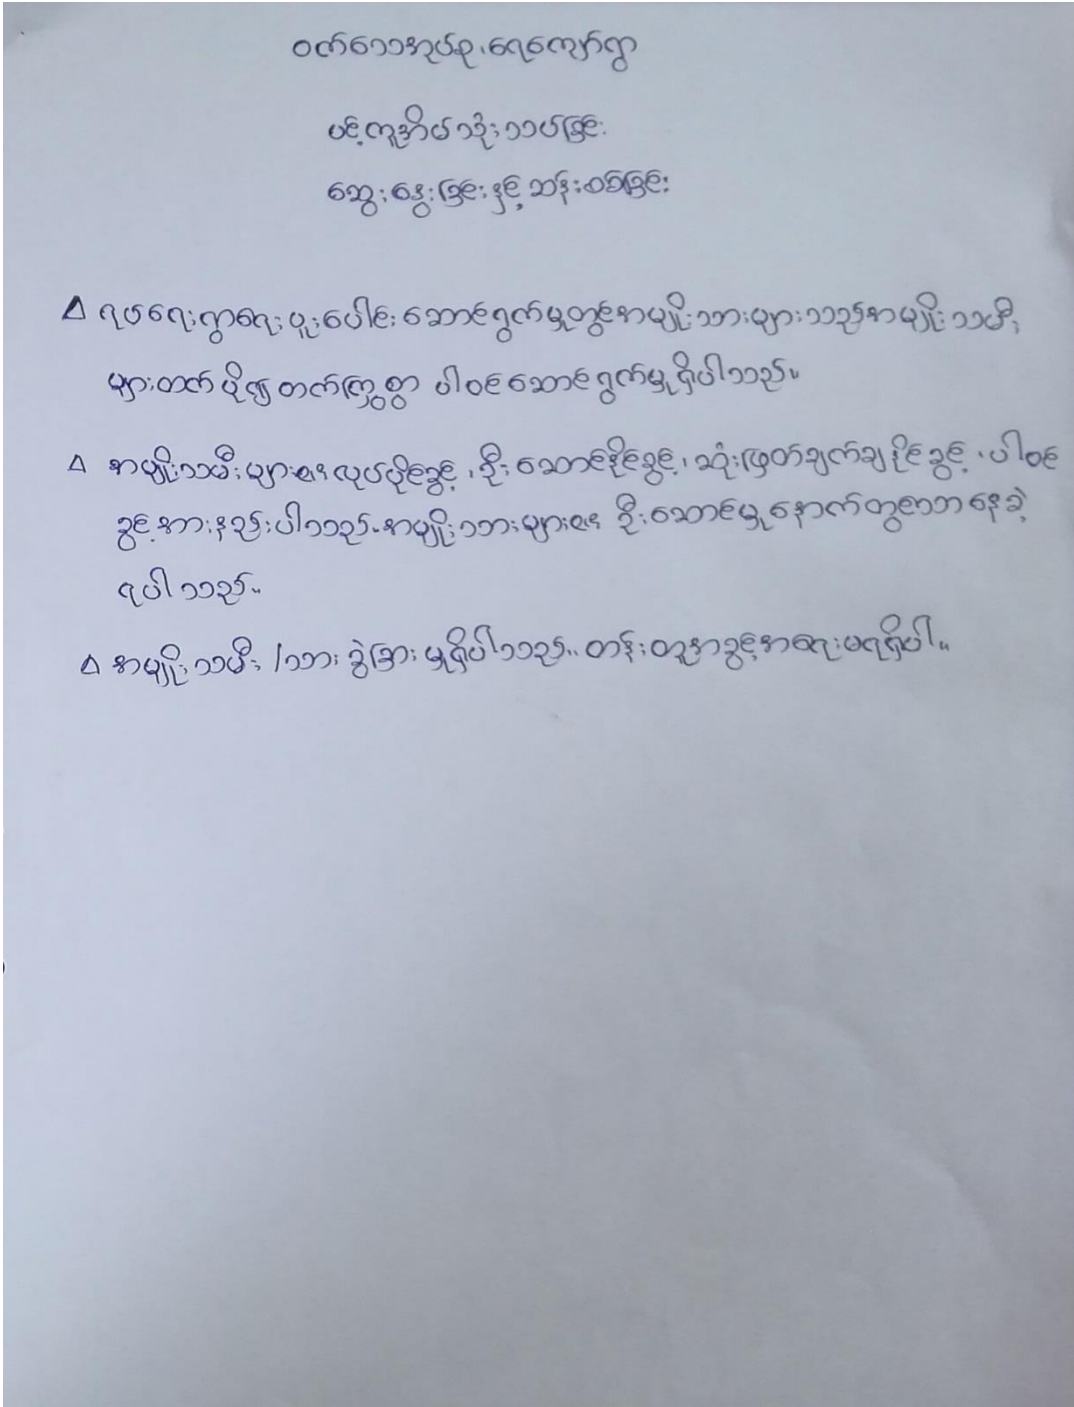 ဝက်သေအုပ်စု၊ရေကျော်ရွာ
ပင့်ကူအိမ်သုံးသပ်ခြင်း
ဆွေးနွေးခြင်းနှင့်ဆန်းစစ်ခြင်း
ရပ်ရေးရွာရေးပူးပေါင်းဆောင်ရွက်မှုတွင်အမျိုးသားများသည်အမျိုးသမီး
များထက်ပို၍တက်ကြွစွာ ပါဝင်ဆောင်ရွက်မှုရှိပါသည်။
အမျိုးသမီးများ၏လုပ်ပိုင်ခွင့်၊ဦးဆောင်နိုင်ခွင့်၊ဆုံးဖြတ်ချက်ချနိုင်ခွင့်၊ပါဝင်
ခွင့်အားနည်းပါသည်။အမျိုးသားများ၏ ဦးဆောင်မှုနောက်တွင်သာနေခဲ့
ရပါသည်။
အမျိုးသမီး/သား ခွဲခြားမှုရှိပါသည်။တန်းတူအခွင့်အရေးမရရှိပါ။